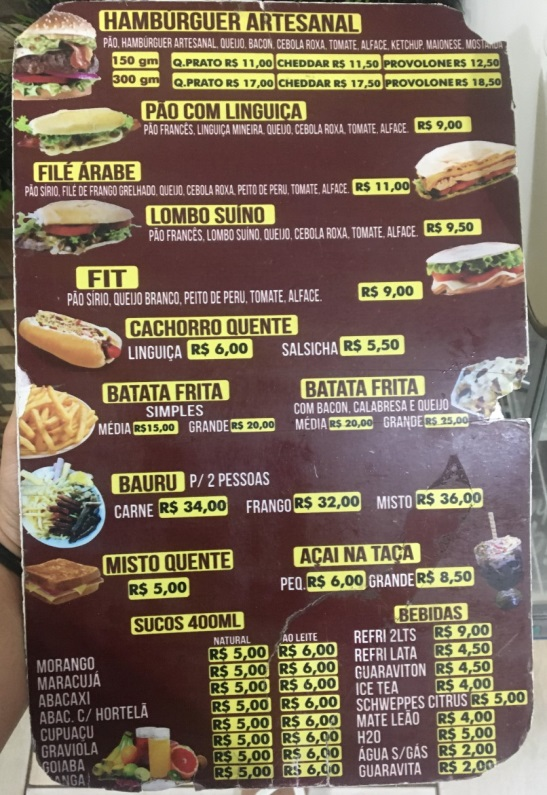 HAMBURGUER ARTESANAL
PÃO, HAMBÚRGUER ARTESANAL, QUEIJO, BACON, CEBOLA ROXA, TOMATE, ALFACE, KETCHUP, MAIONESE, MOSTARDA
150 gm Q.PRATO R$ 11,00 CHEDDAR R$ 11,50 PROVOLONE R$ 12,50
300 gm Q.PRATO R$ 17,00 CHEDDAR R$ 17,50 PROVOLONE R$ 18,50
PÃO COM LINGUIÇA
PÃO FRANCÊS, LINGUIÇA MINEIRA, QUEIJO, CEBOLA ROXA, TOMATE, ALFACE. R$ 9,00
FILÉ ÁRABE
PÃO SÍRIO, FILÉ DE FRANGO GRELHADO, QUEIJO, CEBOLA ROXA, PEITO DE PERU, TOMATE, ALFACE. R$ 11,00
LOMBO SUÍNO
PÃO FRANCÊS, LOMBO SUÍNO, QUEIJO, CEBOLA ROXA, TOMATE, ALFACE. R$ 9,50
FIT
PÃO SÍRIO, QUEIJO BRANCO, PEITO DE PERU, TOMATE, ALFACE. R$ 9,00
CACHORRO QUENTE
LINGUIÇA R$ 6,00 SALSICHA R$ 5,50
BATATA FRITA
SIMPLES
MÉDIA R$15,00 GRANDE R$ 20,00
BATATA FRITA
COM BACON, CALABRESA E QUEIJO
MÉDIA R$ 20,00 GRANDE R$ 25,00
BAURU P/ 2 PESSOAS
CARNE R$ 34,00 FRANGO R$ 32,00 MISTO R$ 36,00
MISTO QUENTE
R$ 5,00
AÇAI NA TAÇA
PEQ. R$ 6,00 GRANDE R$ 8,50
SUCOS 400ML
NATURAL AO LEITE
MORANGO R$ 5,00 R$ 6,00
MARACUJÁ R$ 5,00 R$ 6,00
ABACAXI R$ 5,00 R$ 6,00
ABAC. C/ HORTELÃ R$ 5,00 R$ 6,00
CUPUAÇU R$ 5,00 R$ 6,00
GRAVIOLA R$ 5,00 R$ 6,00
GOIABA R$ 5,00 R$ 6,00
ANGA R$ 5,00 R$ 6,00
BEBIDAS
REFRI 2LTS R$ 9,00
REFRI LATA R$ 4,50
GUARAVITON R$ 4,50
ICE TEA R$ 4,00
SCHWEPPES CITRUS R$ 5,00
MATE LEÃO R$ 4,00
H2O R$ 5,00
ÁGUA S/GÁS R$ 2,00
GUARAVITA R$ 2,00